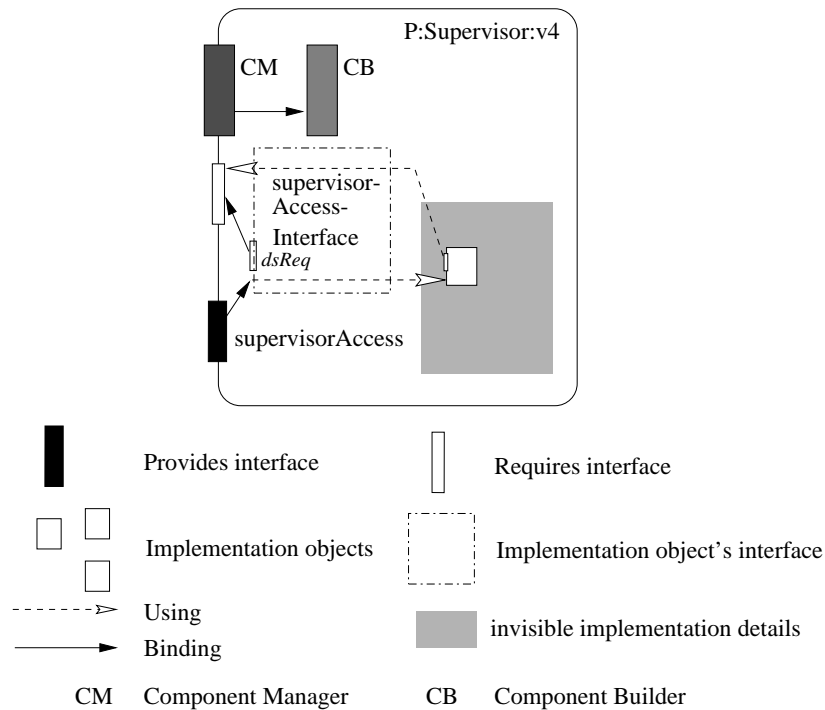 P:Supervisor:v4
CM
CB
supervisor-
Access-
Interface
dsReq
supervisorAccess
Provides interface
Requires interface
Implementation objects
Implementation object's interface
Using
invisible implementation details
Binding
CM Component Manager
CB Component Builder